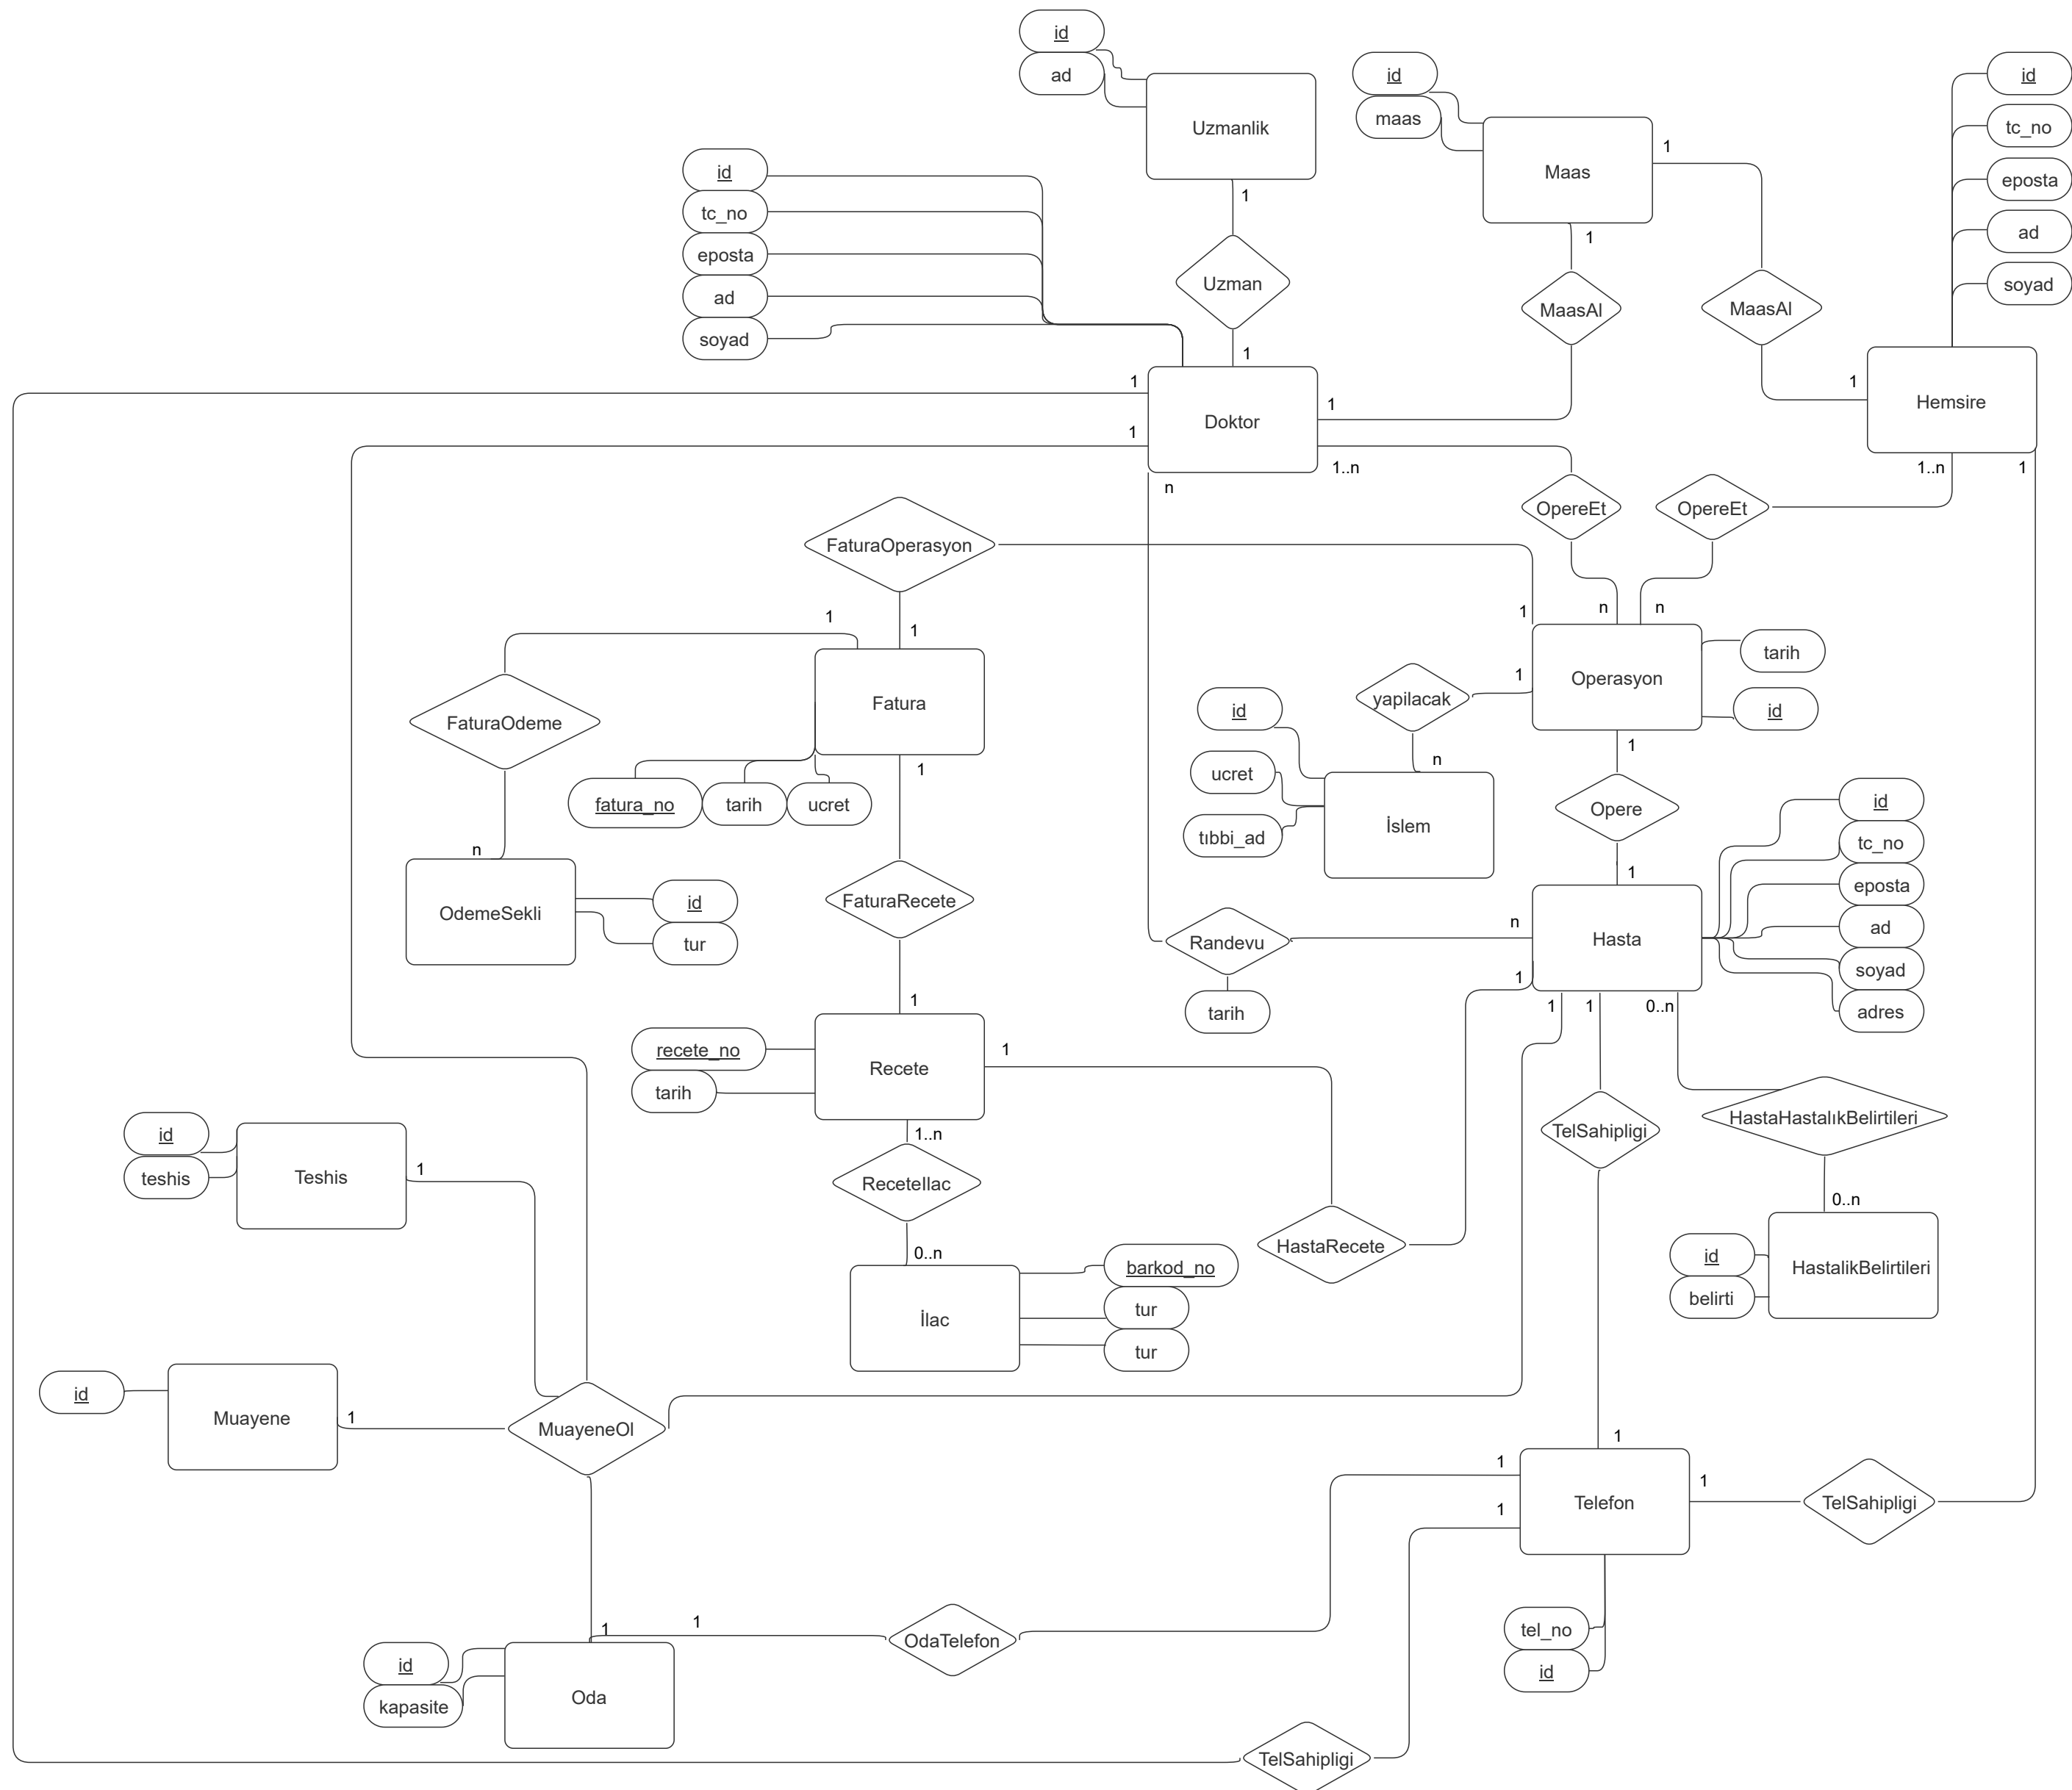 id
ad
Uzmanlik
1
Uzman
1
id
maas
Maas
1
1
MaasAl
MaasAl
id
tc_no
eposta
ad
soyad
id
tc_no
eposta
ad
soyad
1
1
Doktor
1
1..n
n
1
Hemsire
1..n
1
OpereEt
OpereEt
FaturaOperasyon
1
1
1
n
n
Operasyon
tarih
id
FaturaOdeme
Fatura
fatura_no
tarih
ucret
1
n
OdemeSekli
id
tur
yapilacak
1
n
id
ucret
tıbbi_ad
İslem
1
Opere
1
FaturaRecete
1
Randevu
tarih
n
Hasta
id
tc_no
eposta
ad
soyad
adres
1
1
1
0..n
recete_no
tarih
Recete
1
1..n
ReceteIlac
0..n
İlac
barkod_no
tur
tur
HastaRecete
TelSahipligi
HastaHastalıkBelirtileri
0..n
HastalikBelirtileri
id
belirti
id
teshis
Teshis
1
id
Muayene
1
MuayeneOl
1
1
1
Telefon
1
TelSahipligi
tel_no
id
1
1
OdaTelefon
id
kapasite
Oda
TelSahipligi